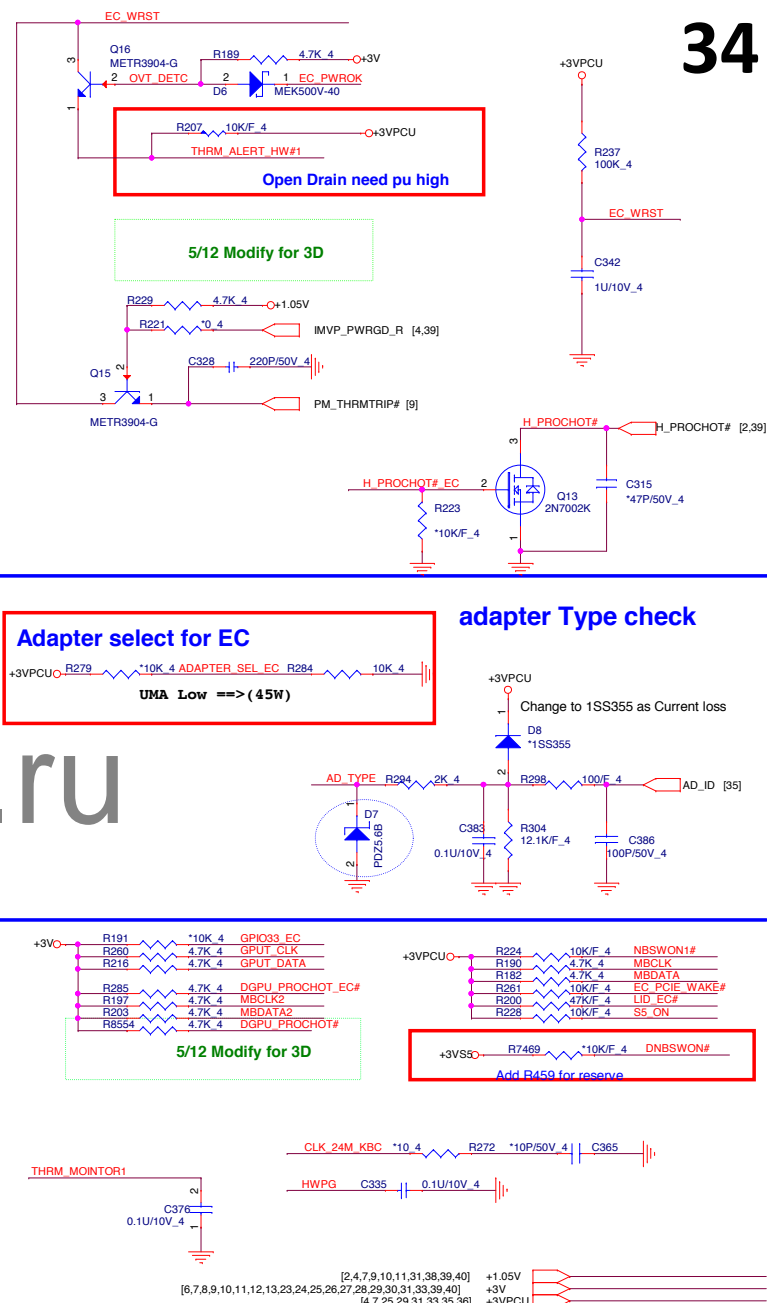 34
EC_WRST
Q16
METR3904-G
3
2
1
OVT_DETC
R189
4.7K_4
+3V
2
D6
1
EC_PWROK
MEK500V-40
R207
10K/F_4
+3VPCU
THRM_ALERT_HW#1
Open Drain need pu high
+3VPCU
R237
100K_4
EC_WRST
C342
1U/10V_4
5/12 Modify for 3D
R229
4.7K_4
+1.05V
R221
*0_4
IMVP_PWRGD_R [4,39]
Q15
2
3
1
METR3904-G
C328
220P/50V_4
PM_THRMTRIP# [9]
H_PROCHOT#
H_PROCHOT# [2,39]
3
H_PROCHOT#_EC
2
1
Q13
2N7002K
C315
*47P/50V_4
R223
*10K/F_4
Adapter select for EC
+3VPCU
R279
*10K_4
ADAPTER_SEL_EC
R284
10K_4
UMA Low ==>(45W)
adapter Type check
+3VPCU
Change to 1SS355 as Current loss
1
D8
*1SS355
2
.ru
AD_TYPE
R294
2K_4
R298
100/F_4
AD_ID [35]
1
D7
PDZ5.6B
2
C383
0.1U/10V_4
R304
12.1K/F_4
C386
100P/50V_4
+3V
R191 *10K_4 GPIO33_EC
R260 4.7K_4 GPUT_CLK
R216 4.7K_4 GPUT_DATA
R285 4.7K_4 DGPU_PROCHOT_EC#
R197 4.7K_4 MBCLK2
R203 4.7K_4 MBDATA2
R8554 4.7K_4 DGPU_PROCHOT#
5/12 Modify for 3D
+3VPCU
R224 10K/F_4 NBSWON1#
R190 4.7K_4 MBCLK
R182 4.7K_4 MBDATA
R261 10K/F_4 EC_PCIE_WAKE#
R200 47K/F_4 LID_EC#
R228 10K/F_4 S5_ON
+3VS5 R7469 *10K/F_4 DNBSWON#
Add R459 for reserve
CLK_24M_KBC *10_4 R272 *10P/50V_4 C365
HWPG C335 0.1U/10V_4
THRM_MOINTOR1
2
C376
0.1U/10V_4
1
[2,4,7,9,10,11,31,38,39,40] +1.05V
[6,7,8,9,10,11,12,13,23,24,25,26,27,28,29,30,31,33,39,40] +3V
[4,7,25,29,31,33,35,36] +3VPCU